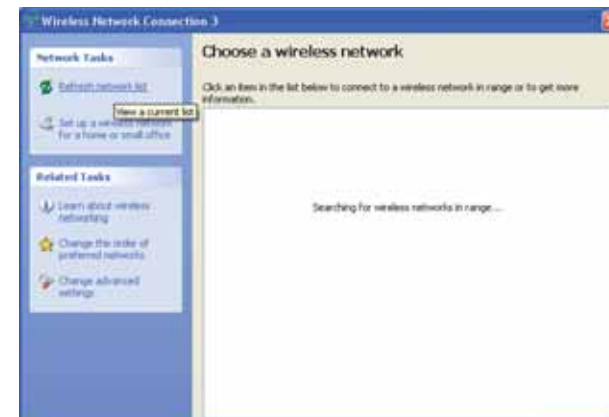 Wireless Network Connection 3
Network Tasks
Refresh network list
View a current list
Set up a wireless network
for a home or small office
Related Tasks
Learn about wireless
networking
Change the order of
preferred networks
Change advanced
settings
Choose a wireless network
Click an item in the list below to connect to a wireless network in range or to get more
information.
Searching for wireless networks in range...